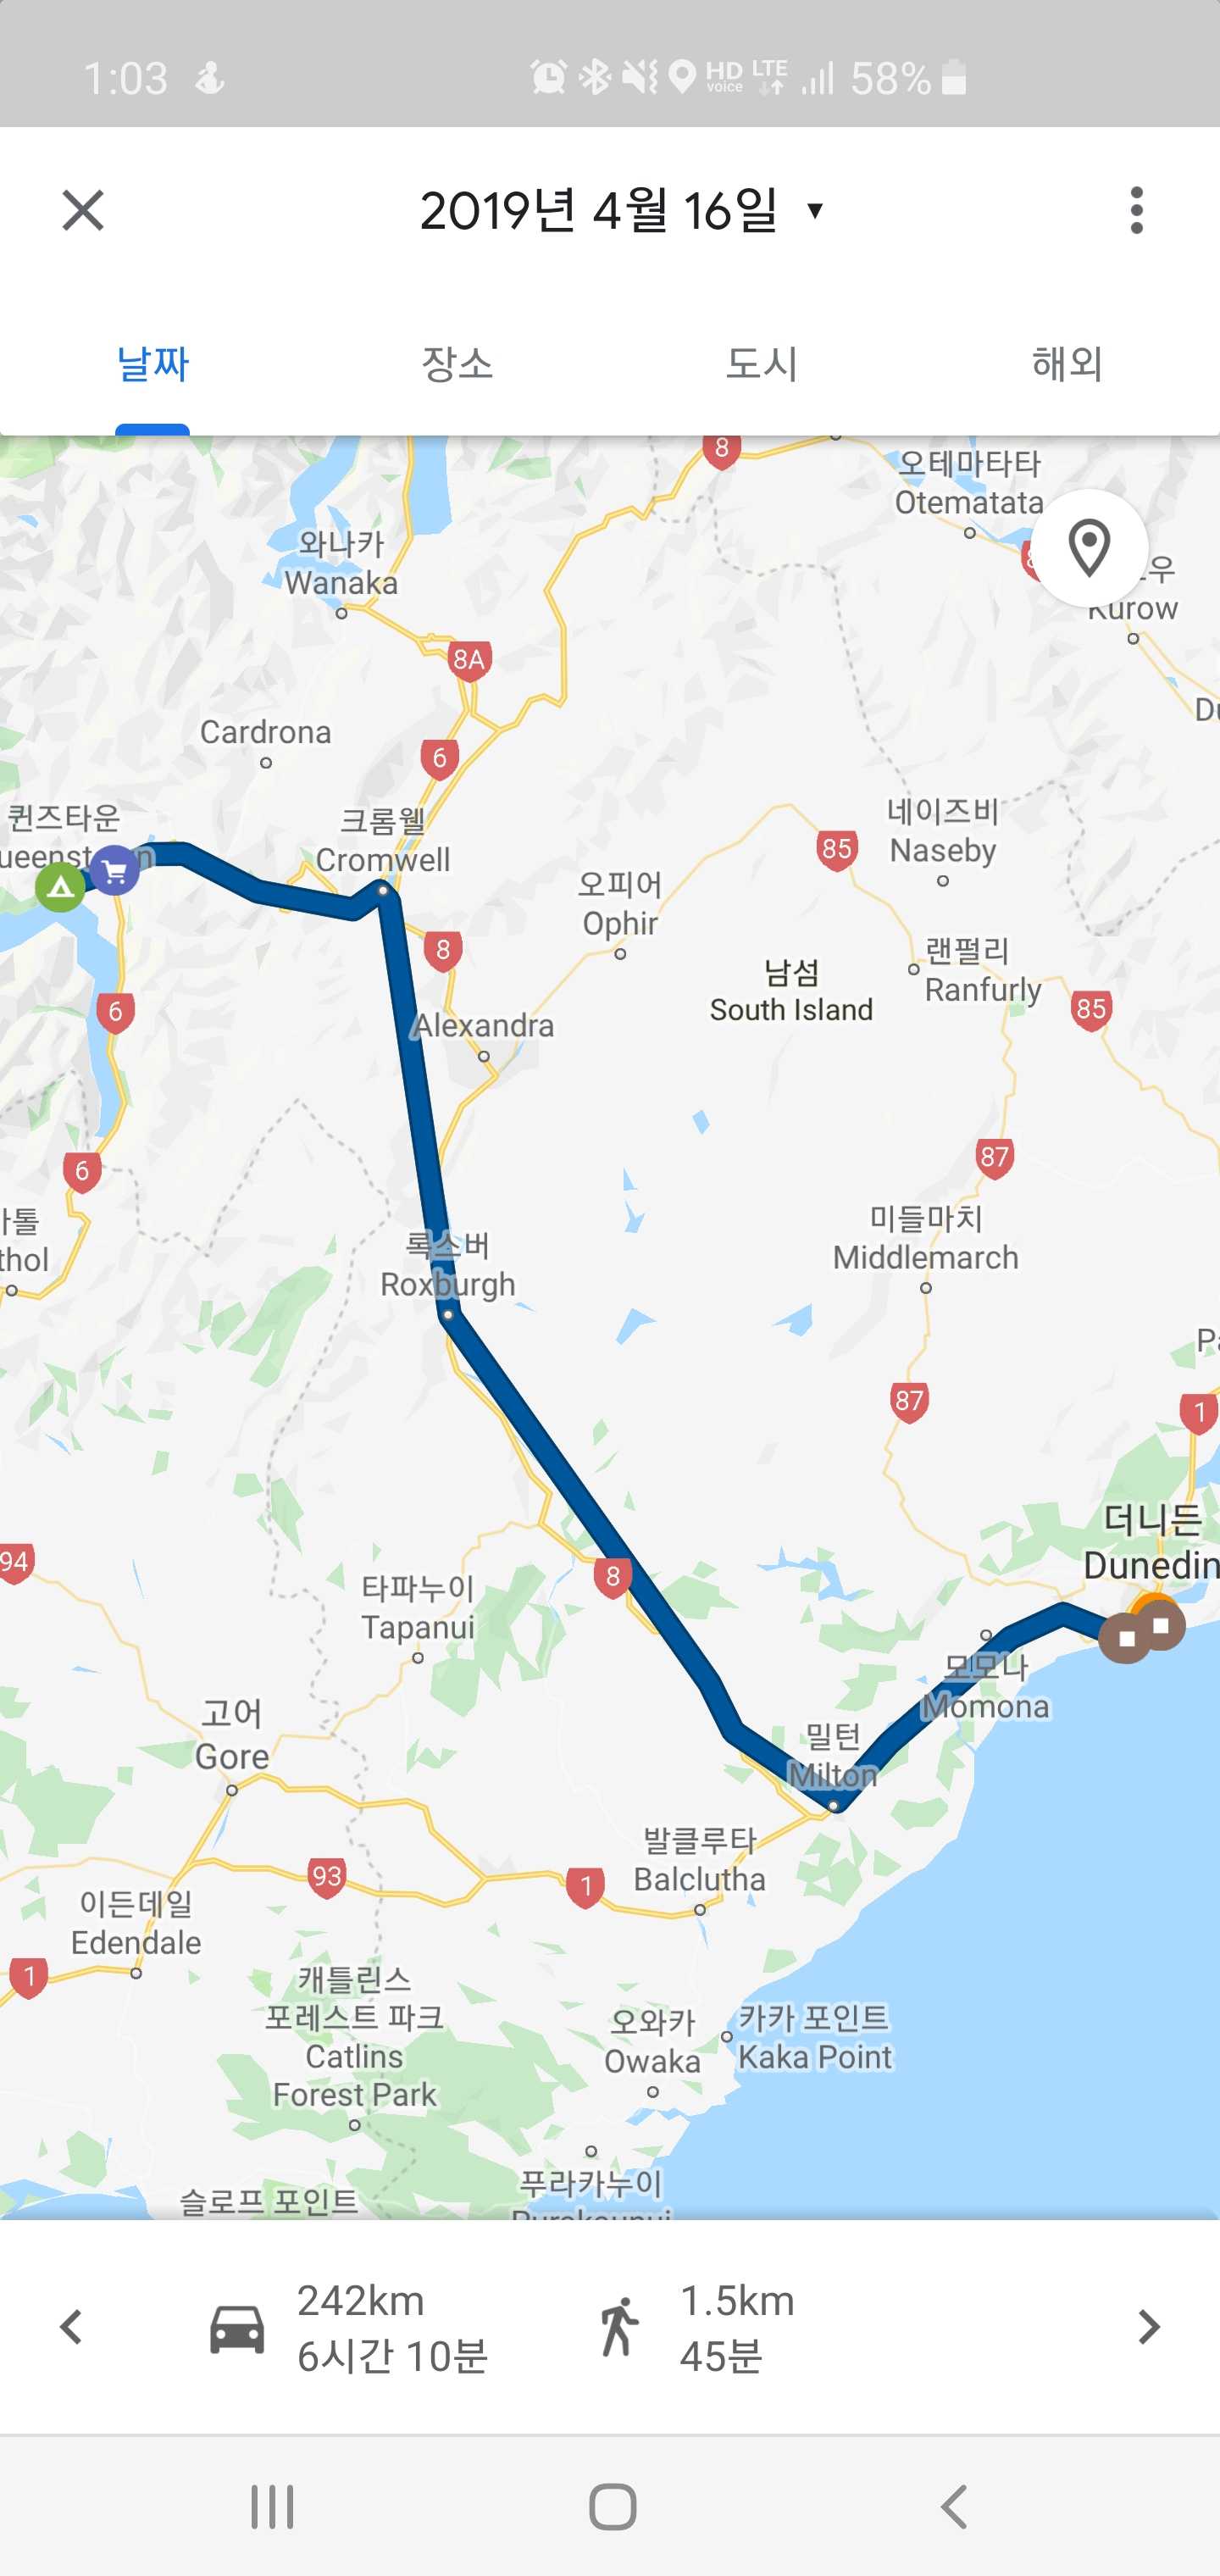 1:03
HD voice LTE 58%
2019년 4월 16일
날짜 장소 도시 해외
8
오테마타타
Otematata
와나카
Wanaka
Kurow
8A
Cardrona
6
퀸즈타운
크롬웰
Cromwell
85
네이즈비
Naseby
오피어
Ophir
8
랜펄리
Ranfurly
남섬
South Island
6
85
Alexandra
6
87
미들마치
Middlemarch
록스버
Roxburgh
87
1
더니든
Dunedin
94
8
타파누이
Tapanui
모모나
Momona
고어
Gore
밀턴
Milton
발클루타
Balclutha
93
1
이든데일
Edendale
1
캐틀린스
포레스트 파크
Catlins
Forest Park
오와카
Owaka
카카 포인트
Kaka Point
푸라카누이
슬로프 포인트
242km
6시간 10분
1.5km
45분